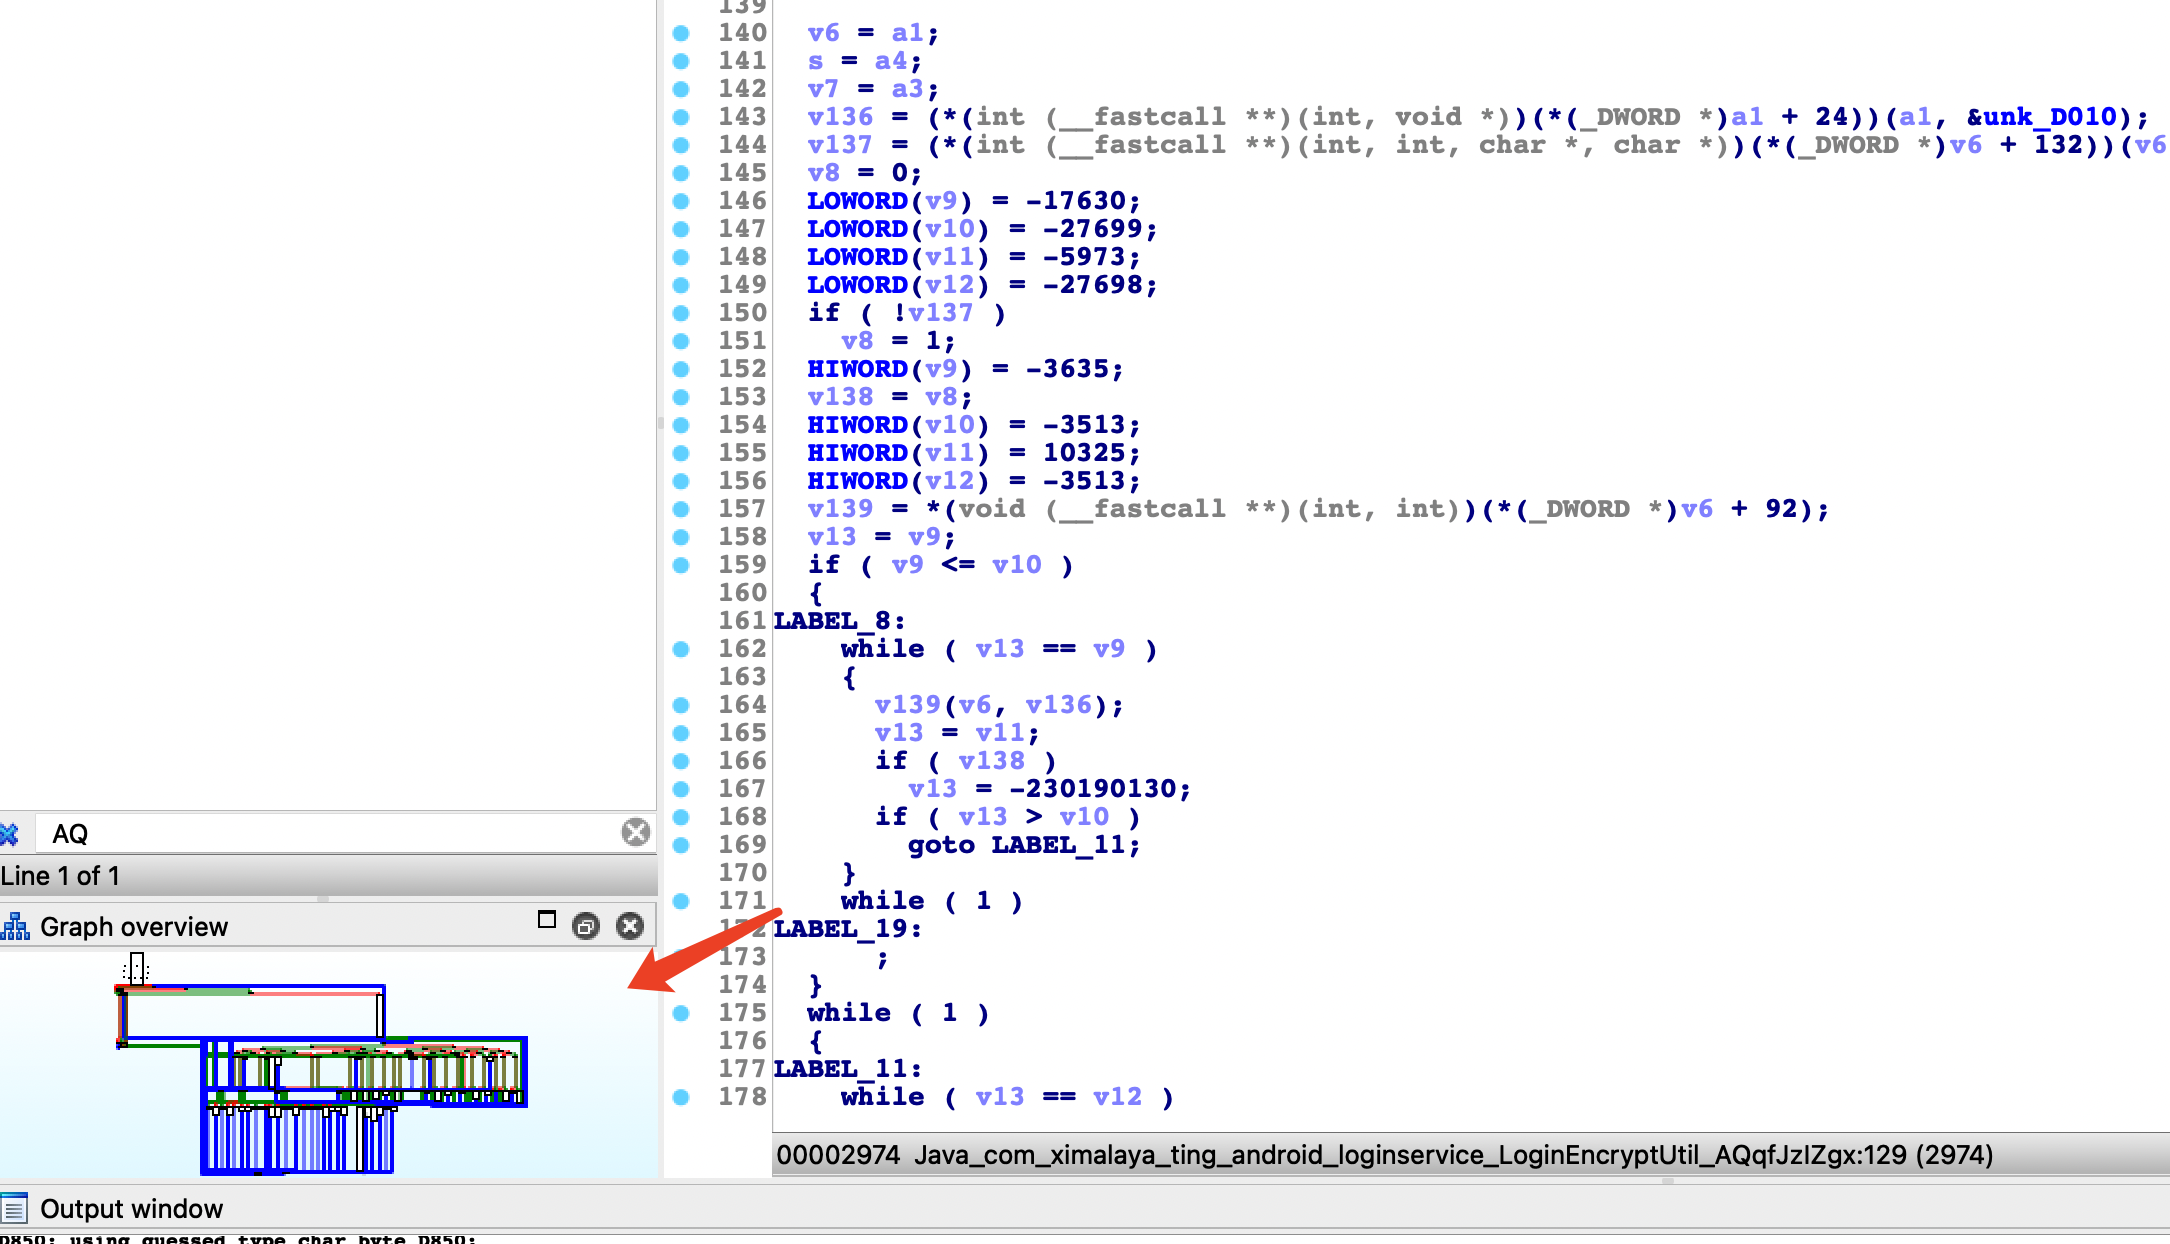 139
140 v6 = a1;
141 s = a4;
142 v7 = a3;
143 v136 = (*(int (__fastcall **)(int, void *))(*(_DWORD *)a1 + 24))(a1, &unk_D010);
144 v137 = (*(int (__fastcall **)(int, int, char *, char *))(*(_DWORD *)v6 + 132))(v6
145 v8 = 0;
146 LOWORD(v9) = -17630;
147 LOWORD(v10) = -27699;
148 LOWORD(v11) = -5973;
149 LOWORD(v12) = -27698;
150 if ( !v137 )
151 v8 = 1;
152 HIWORD(v9) = -3635;
153 v138 = v8;
154 HIWORD(v10) = -3513;
155 HIWORD(v11) = 10325;
156 HIWORD(v12) = -3513;
157 v139 = *(void (__fastcall **)(int, int))(*(_DWORD *)v6 + 92);
158 v13 = v9;
159 if ( v9 <= v10 )
160 {
161 LABEL_8:
162 while ( v13 == v9 )
163 {
164 v139(v6, v136);
165 v13 = v11;
166 if ( v138 )
167 v13 = -230190130;
168 if ( v13 > v10 )
169 goto LABEL_11;
170 }
171 while ( 1 )
172 LABEL_19:
173 ;
174 }
175 while ( 1 )
176 {
177 LABEL_11:
178 while ( v13 == v12 )
AQ
Line 1 of 1
Graph overview
00002974 Java_com_ximalaya_ting_android_loginservice_LoginEncryptUtil_AQqfJzIZgx:129 (2974)
Output window
D850: using guessed type char byte_D850;